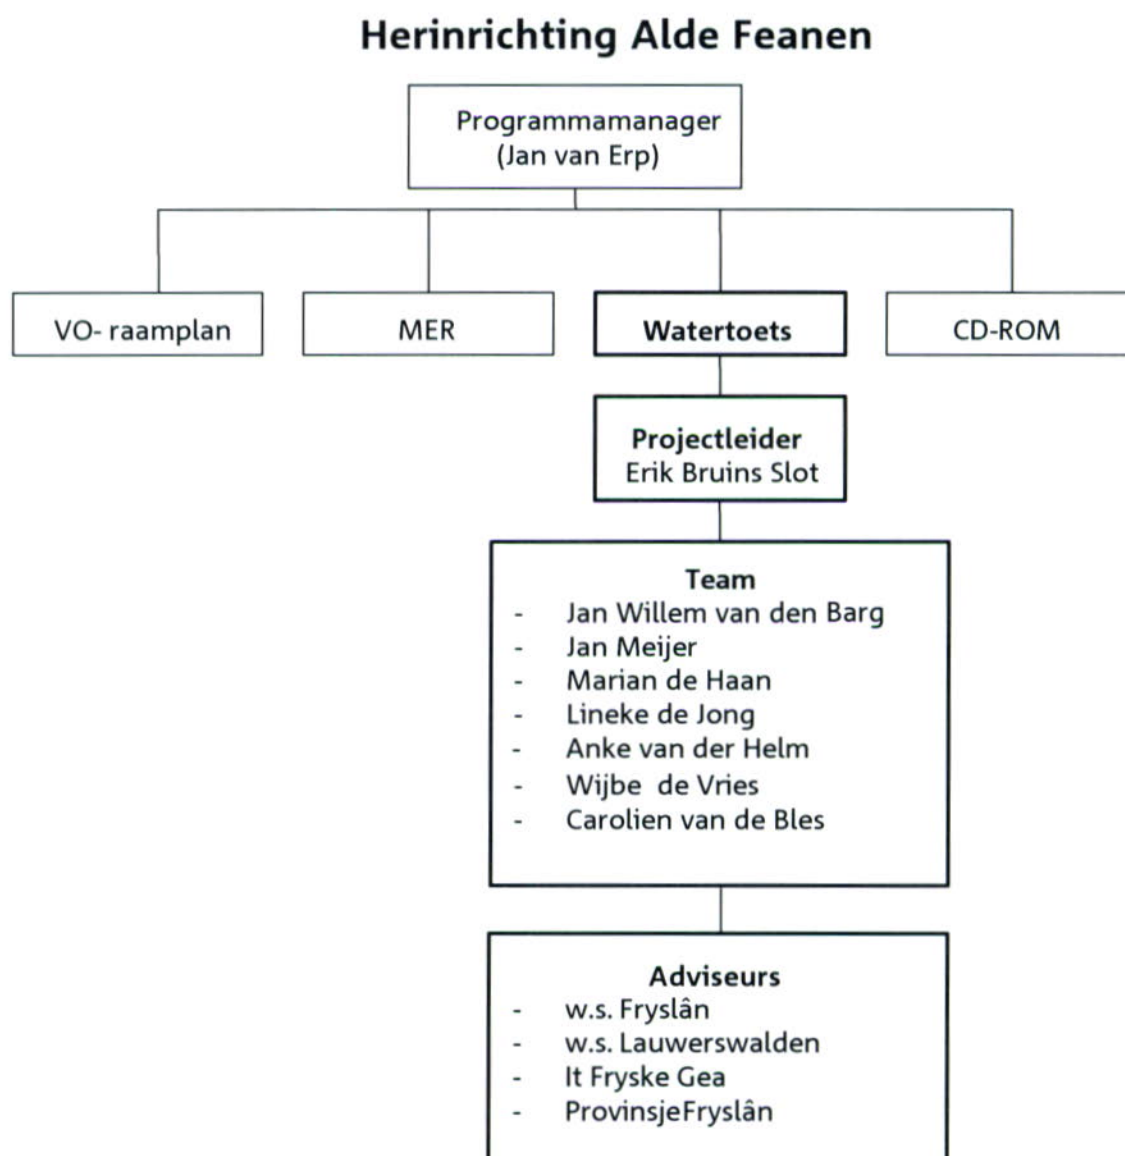 Herinrichting Alde Feanen
Programmamanager
(Jan van Erp)
VO- raamplan
MER
Watertoets
CD-ROM
Projectleider
Erik Bruins Slot
Team
- Jan Willem van den Barg
- Jan Meijer
- Marian de Haan
- Lineke de Jong
- Anke van der Helm
- Wijbe de Vries
- Carolien van de Bles
Adviseurs
- w.s. Fryslân
- w.s. Lauwerswalden
- It Fryske Gea
- ProvinsjeFryslân